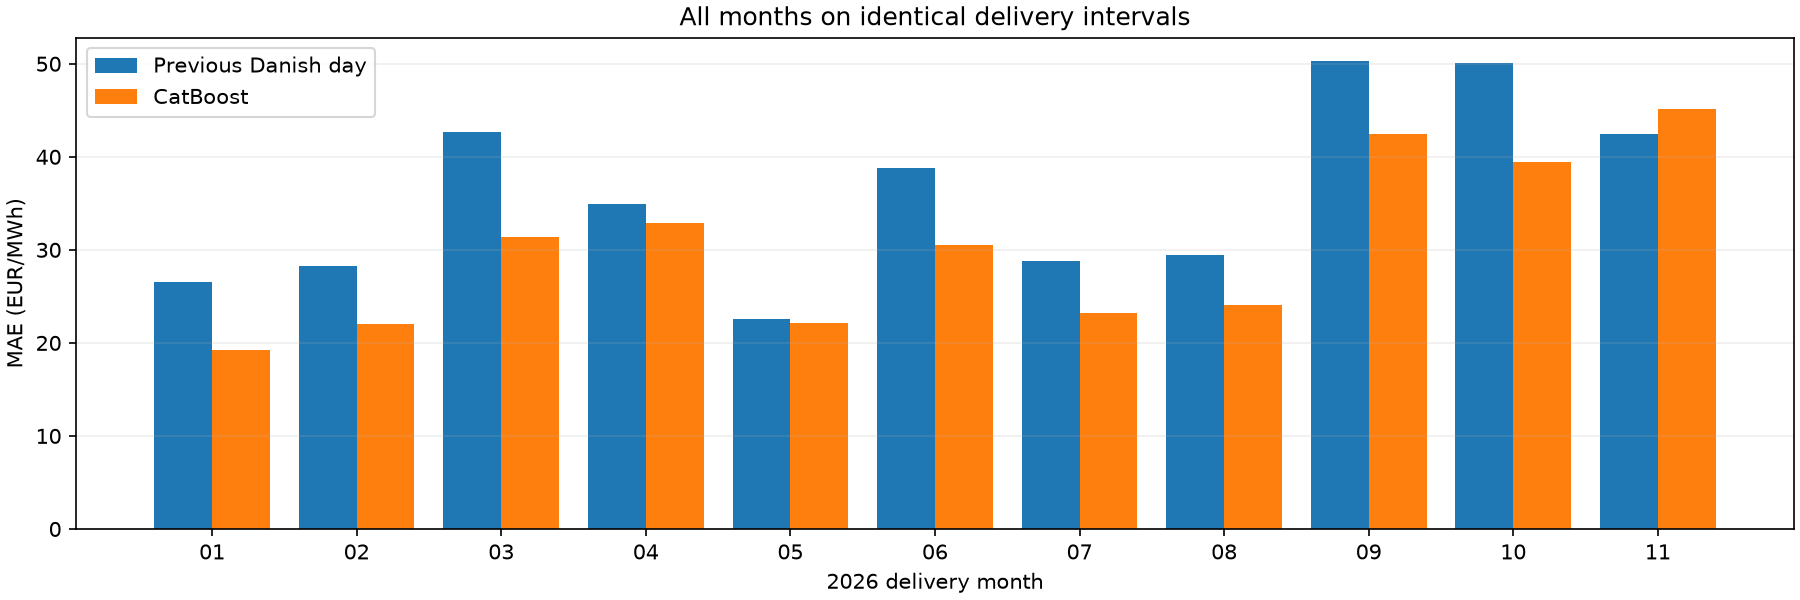 All months on identical delivery intervals
Previous Danish day
CatBoost
MAE (EUR/MWh)
50
40
30
20
10
0
01 02 03 04 05 06 07 08 09 10 11
2026 delivery month